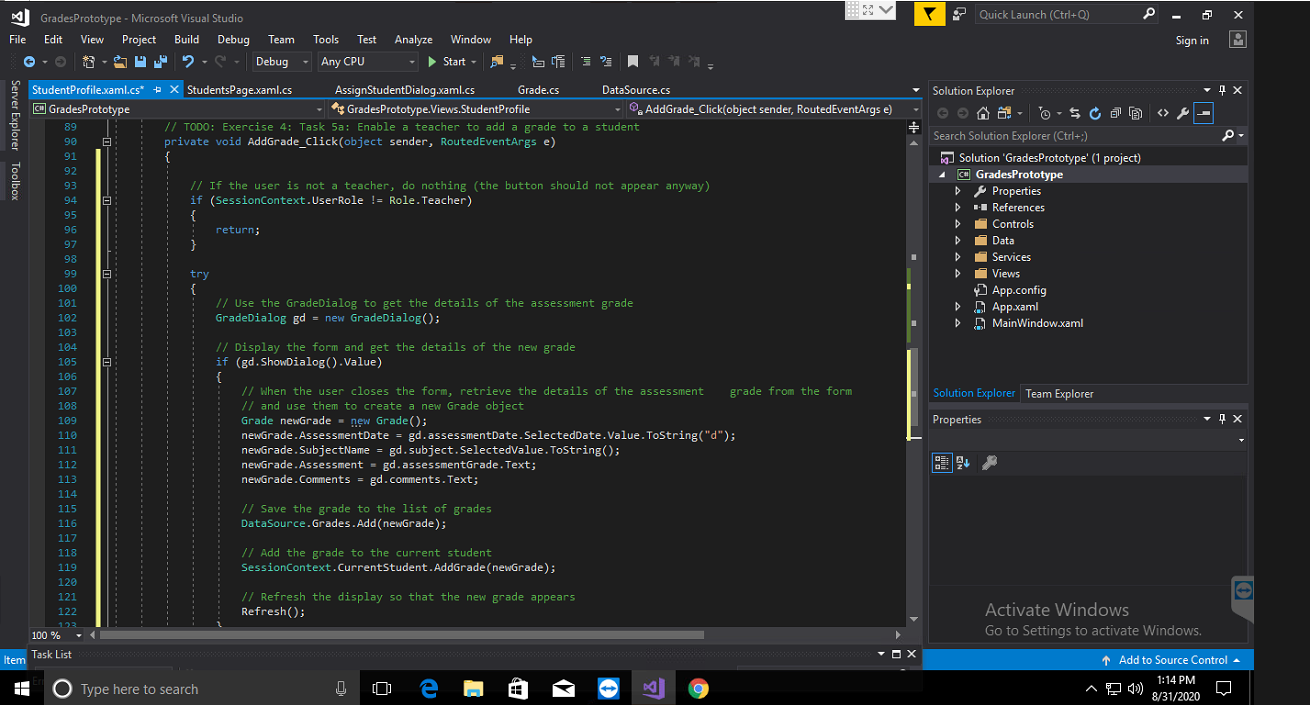 GradesPrototype - Microsoft Visual Studio
Quick Launch (Ctrl+Q)
File Edit View Project Build Debug Team Tools Test Analyze Window Help
Sign in
Debug Any CPU Start
StudentProfile.xaml.cs* StudentsPage.xaml.cs AssignStudentDialog.xaml.cs Grade.cs DataSource.cs
GradesPrototype GradesPrototype.Views.StudentProfile AddGrade_Click(object sender, RoutedEventArgs e)
Server Explorer
Toolbox
89 // TODO: Exercise 4: Task 5a: Enable a teacher to add a grade to a student
90 private void AddGrade_Click(object sender, RoutedEventArgs e)
91 {
92
93 // If the user is not a teacher, do nothing (the button should not appear anyway)
94 if (SessionContext.UserRole != Role.Teacher)
95 {
96 return;
97 }
98
99 try
100 {
101 // Use the GradeDialog to get the details of the assessment grade
102 GradeDialog gd = new GradeDialog();
103
104 // Display the form and get the details of the new grade
105 if (gd.ShowDialog().Value)
106 {
107 // When the user closes the form, retrieve the details of the assessment grade from the form
108 // and use them to create a new Grade object
109 Grade newGrade = new Grade();
110 newGrade.AssessmentDate = gd.assessmentDate.SelectedDate.Value.ToString("d");
111 newGrade.SubjectName = gd.subject.SelectedValue.ToString();
112 newGrade.Assessment = gd.assessmentGrade.Text;
113 newGrade.Comments = gd.comments.Text;
114
115 // Save the grade to the list of grades
116 DataSource.Grades.Add(newGrade);
117
118 // Add the grade to the current student
119 SessionContext.CurrentStudent.AddGrade(newGrade);
120
121 // Refresh the display so that the new grade appears
122 Refresh();
123 }
100 %
Task List
Item
Solution Explorer
Search Solution Explorer (Ctrl+;)
Solution 'GradesPrototype' (1 project)
C# GradesPrototype
Properties
References
Controls
Data
Services
Views
App.config
App.xaml
MainWindow.xaml
Solution Explorer Team Explorer
Properties
Activate Windows
Go to Settings to activate Windows.
Add to Source Control
Type here to search
1:14 PM
8/31/2020